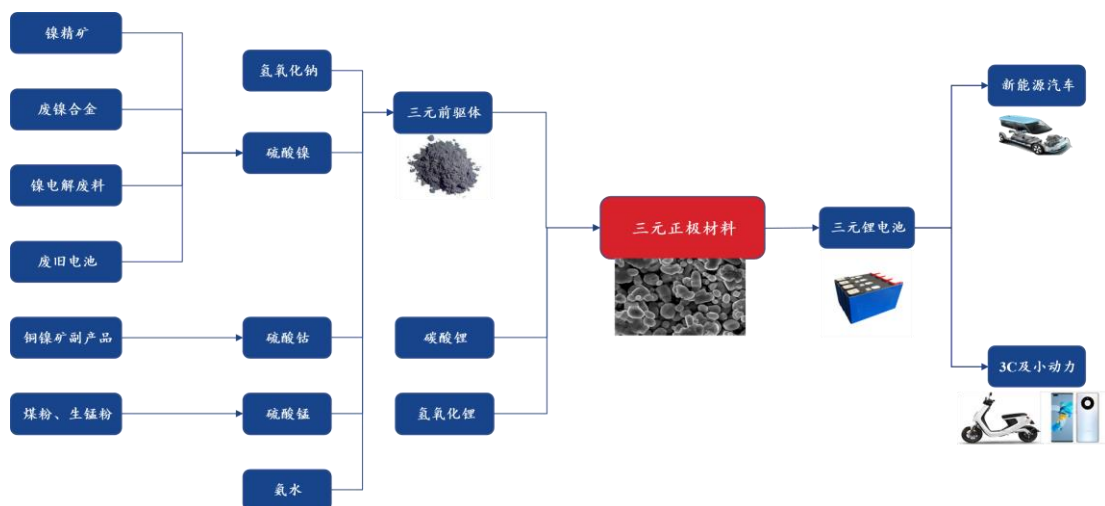 镍精矿
废镍合金
镍电解废料
废旧电池
铜镍矿副产品
煤粉、生锰粉
氢氧化钠
硫酸镍
硫酸钴
硫酸锰
氨水
三元前驱体
碳酸锂
氢氧化锂
三元正极材料
三元锂电池
新能源汽车
3C及小动力